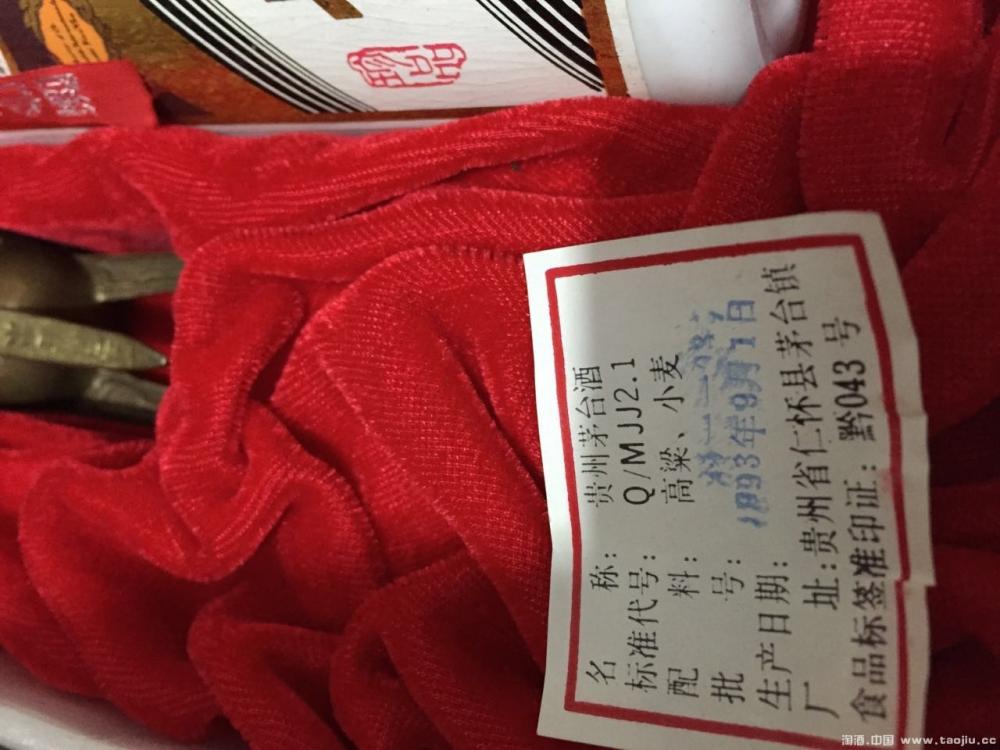 珍品
名　　称：贵州茅台酒
标准代号：Q/MJJ2.1
配　　料：高粱、小麦
批　　号：
生产日期：1993年9月17日
厂　　址：贵州省仁怀县茅台镇
食品标签准印证：黔043号
淘酒.中国 www.taojiu.cc